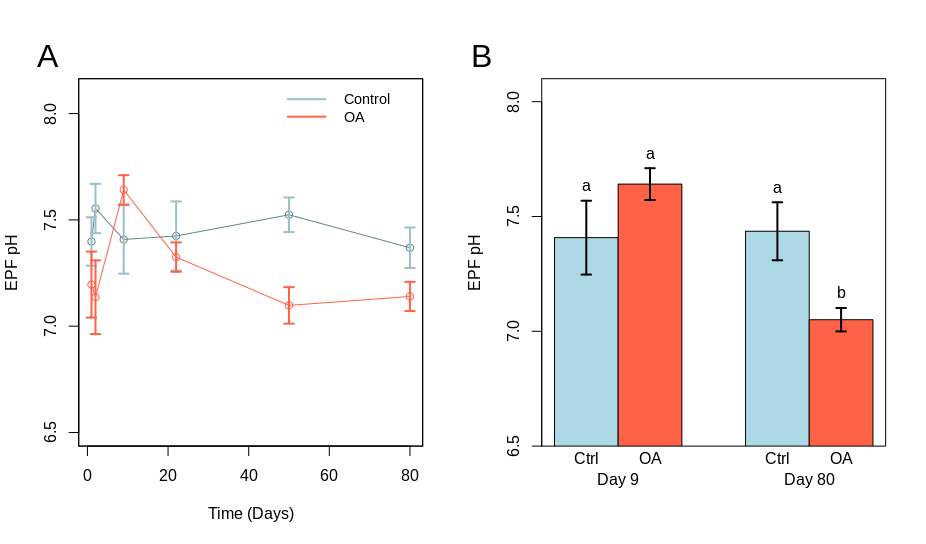 A
B
Control
OA
EPF pH
8.0
7.5
7.0
6.5
0 20 40 60 80
Time (Days)
EPF pH
8.0
7.5
7.0
6.5
a
a
a
b
Ctrl OA Ctrl OA
Day 9 Day 80